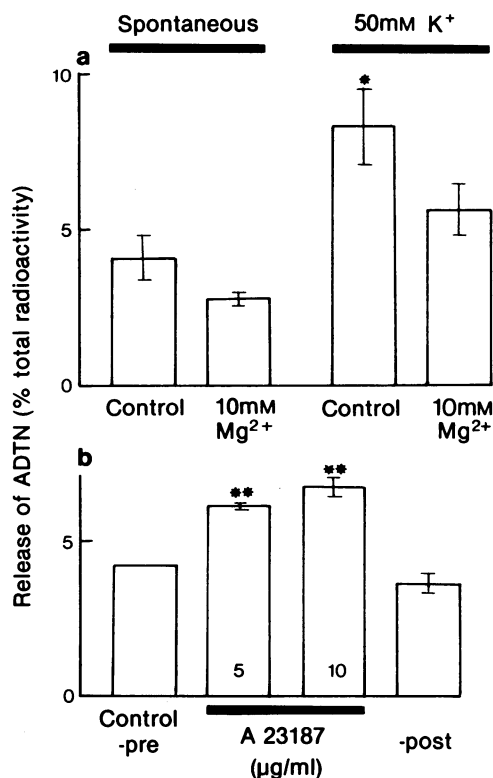 Spontaneous 50mM K+
a
10
*
5
0
Control 10mM Mg2+ Control 10mM Mg2+
Release of ADTN (% total radioactivity)
b
** **
5
5 10
0
Control -pre A 23187 (µg/ml) -post